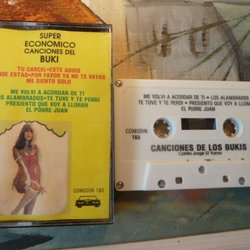 SUPER
ECONOMICO
CANCIONES DEL
BUKI
TU CARCEL • ESTE ADIOS
DONDE ESTAS • POR FAVOR YA NO TE VAYAS
ME SIENTO SOLO
ME VOLVI A ACORDAR DE TI
LOS ALAMBRADOS • TE TUVE Y TE PERDI
PRESIENTO QUE VOY A LLORAR
EL POBRE JUAN
COMODIN 183
ME VOLVI A ACORDAR DE TI • LOS ALAMBRADOS
TE TUVE Y TE PERDI • PRESIENTO QUE VOY A LLORAR
EL POBRE JUAN
COMODIN
183
CANCIONES DE LOS BUKIS